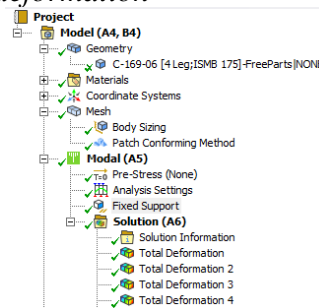 Project
Model (A4, B4)
Geometry
C-169-06 [4 Leg;ISMB 175]-FreeParts|NONE
Materials
Coordinate Systems
Mesh
Body Sizing
Patch Conforming Method
Modal (A5)
T=0 Pre-Stress (None)
Analysis Settings
Fixed Support
Solution (A6)
Solution Information
Total Deformation
Total Deformation 2
Total Deformation 3
Total Deformation 4